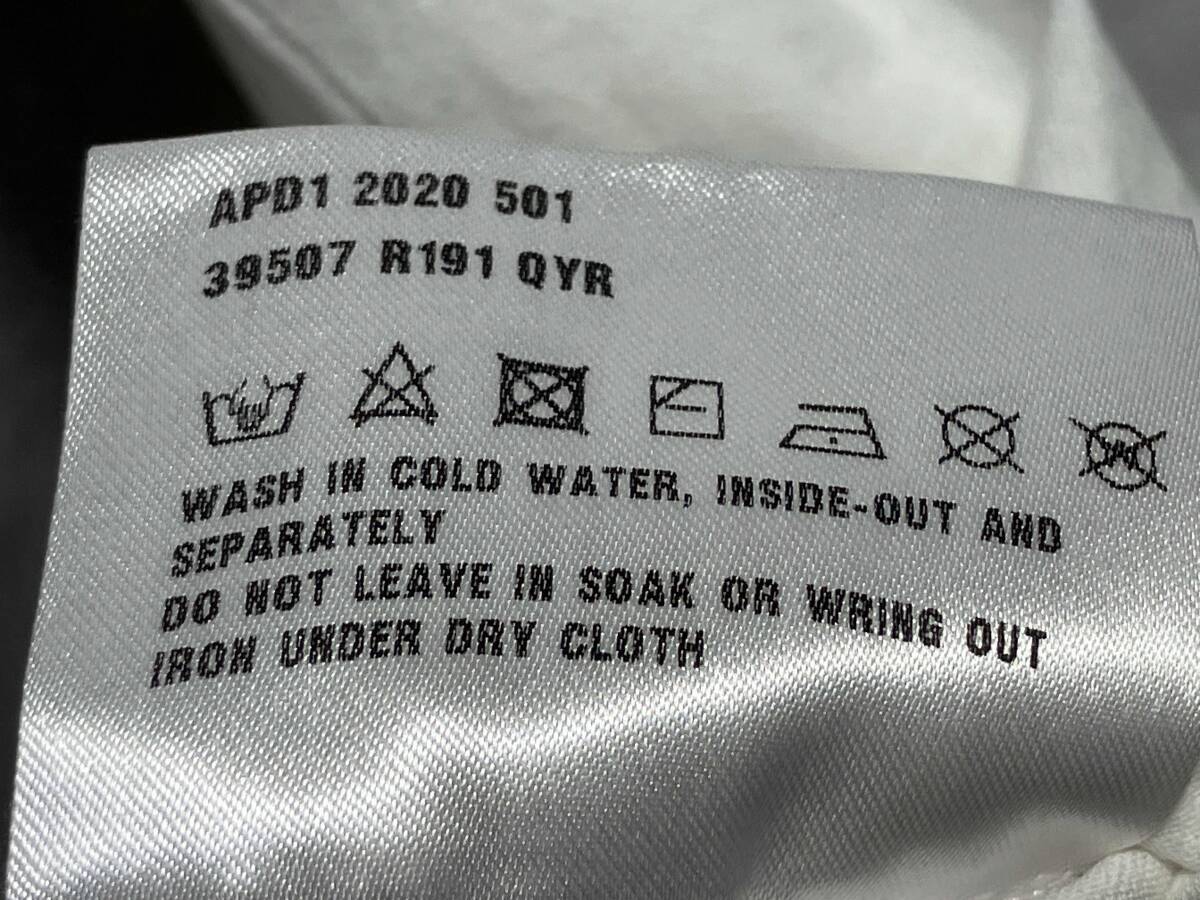 APD1 2020 501
39507 R191 QYR
WASH IN COLD WATER, INSIDE-OUT AND
SEPARATELY
DO NOT LEAVE IN SOAK OR WRING OUT
IRON UNDER DRY CLOTH